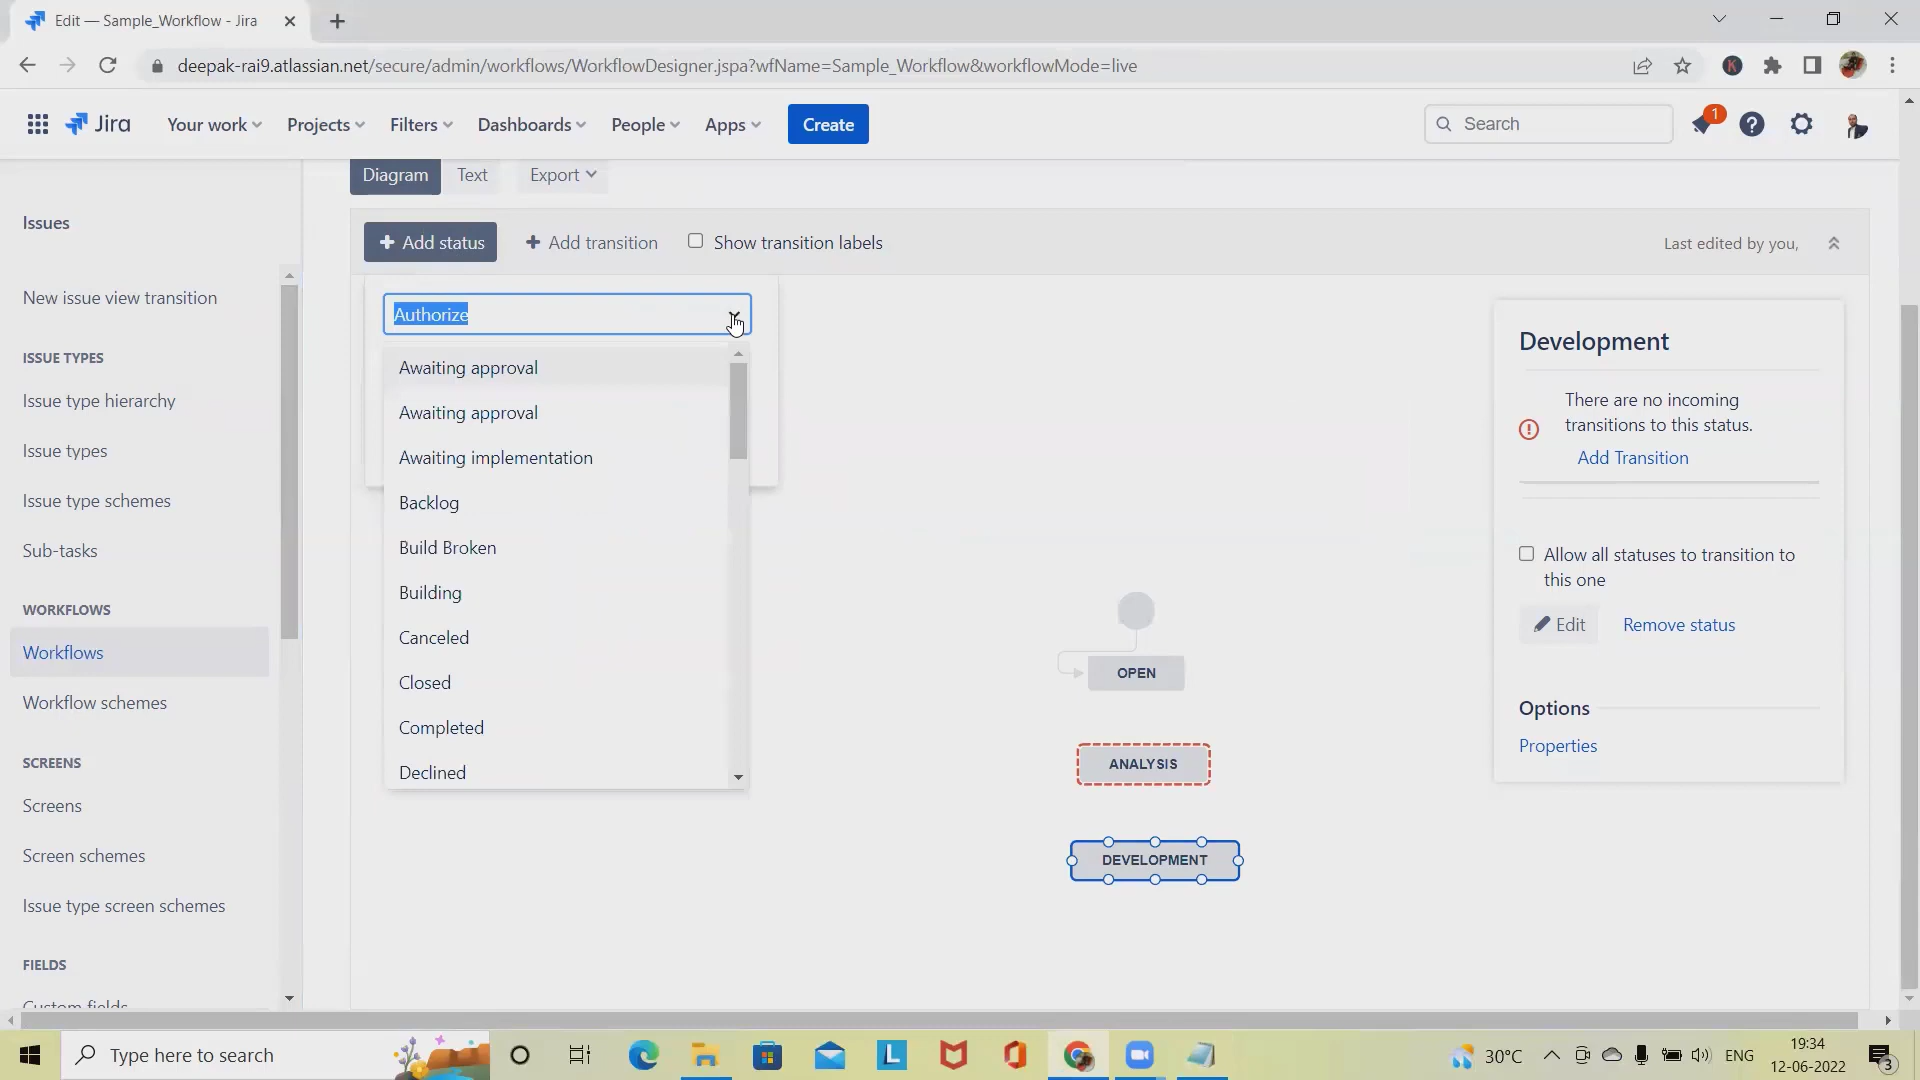 Edit — Sample_Workflow - Jira
deepak-rai9.atlassian.net/secure/admin/workflows/WorkflowDesigner.jspa?wfName=Sample_Workflow&workflowMode=live
K
Jira
Your work
Projects
Filters
Dashboards
People
Apps
Create
Search
1
Diagram
Text
Export
Issues
Add status
Add transition
Show transition labels
Last edited by you,
New issue view transition
Authorize
Awaiting approval
Awaiting approval
Awaiting implementation
Backlog
Build Broken
Building
Canceled
Closed
Completed
Declined
ISSUE TYPES
Issue type hierarchy
Issue types
Issue type schemes
Sub-tasks
WORKFLOWS
Workflows
Workflow schemes
SCREENS
Screens
Screen schemes
Issue type screen schemes
FIELDS
Custom fields
OPEN
ANALYSIS
DEVELOPMENT
Development
There are no incoming
transitions to this status.
Add Transition
Allow all statuses to transition to
this one
Edit
Remove status
Options
Properties
Type here to search
L
30°C
ENG
19:34
12-06-2022
3